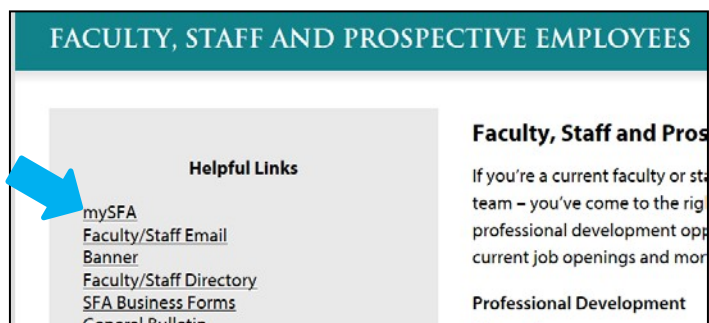 FACULTY, STAFF AND PROSPECTIVE EMPLOYEES
Helpful Links
mySFA
Faculty/Staff Email
Banner
Faculty/Staff Directory
SFA Business Forms
General Bulletin
Faculty, Staff and Pros
If you're a current faculty or sta
team – you've come to the rig
professional development opp
current job openings and mor
Professional Development